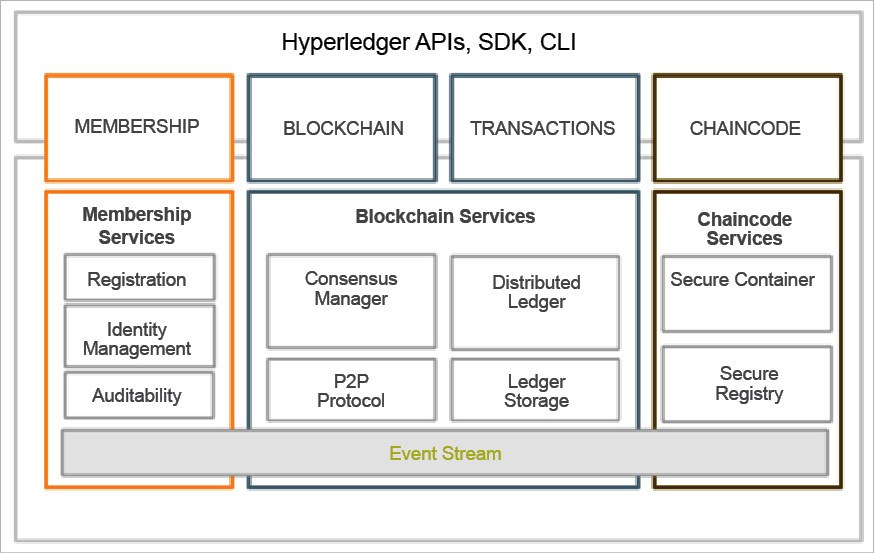 Hyperledger APIs, SDK, CLI
MEMBERSHIP
BLOCKCHAIN
TRANSACTIONS
CHAINCODE
Membership
Services
Registration
Identity
Management
Auditability
Blockchain Services
Consensus
Manager
Distributed
Ledger
P2P
Protocol
Ledger
Storage
Chaincode
Services
Secure Container
Secure
Registry
Event Stream